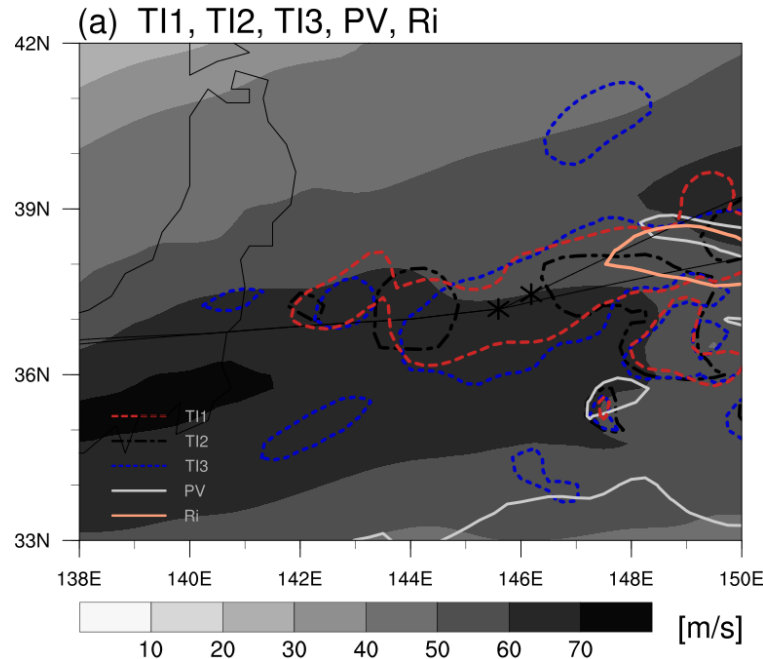 (a) TI1, TI2, TI3, PV, Ri
42N
39N
36N
33N
TI1
TI2
TI3
PV
Ri
138E 140E 142E 144E 146E 148E 150E
10 20 30 40 50 60 70 [m/s]